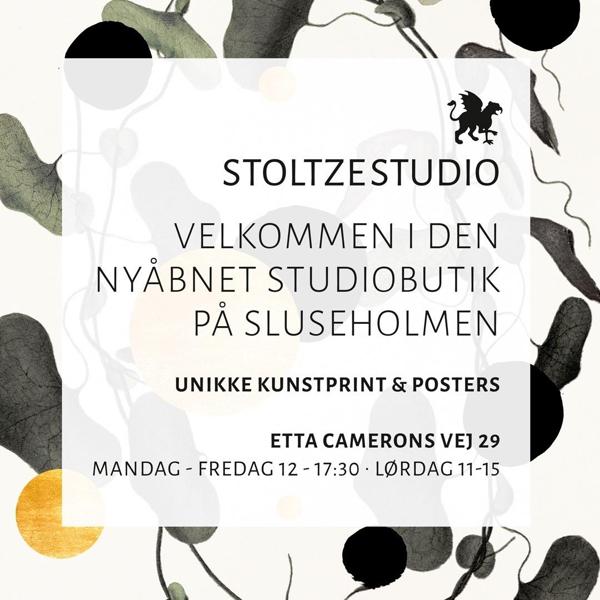 STOLTZESTUDIO
VELKOMMEN I DEN
NYÅBNET STUDIOBUTIK
PÅ SLUSEHOLMEN
UNIKKE KUNSTPRINT & POSTERS
ETTA CAMERONS VEJ 29
MANDAG - FREDAG 12 - 17:30 · LØRDAG 11-15